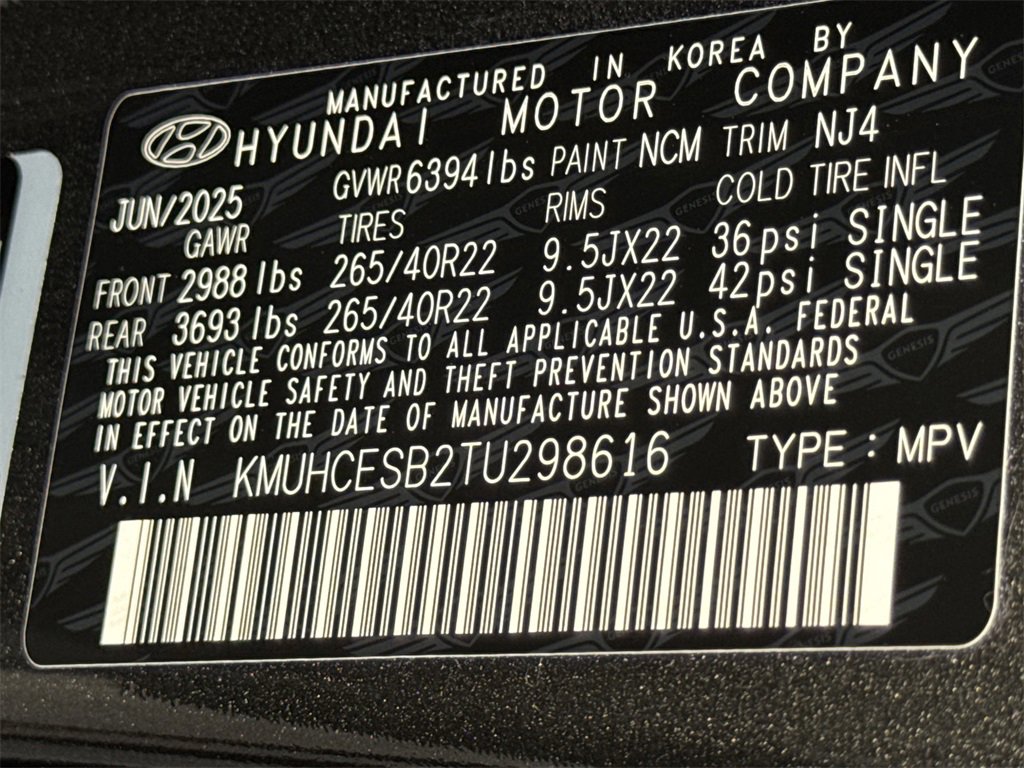 MANUFACTURED IN KOREA BY
HYUNDAI MOTOR COMPANY
JUN/2025 GVWR 6394 lbs PAINT NCM TRIM NJ4
GAWR TIRES RIMS COLD TIRE INFL
FRONT 2988 lbs 265/40R22 9.5JX22 36psi SINGLE
REAR 3693 lbs 265/40R22 9.5JX22 42psi SINGLE
THIS VEHICLE CONFORMS TO ALL APPLICABLE U.S.A. FEDERAL
MOTOR VEHICLE SAFETY AND THEFT PREVENTION STANDARDS
IN EFFECT ON THE DATE OF MANUFACTURE SHOWN ABOVE
V.I.N KMUHCESB2TU298616 TYPE : MPV